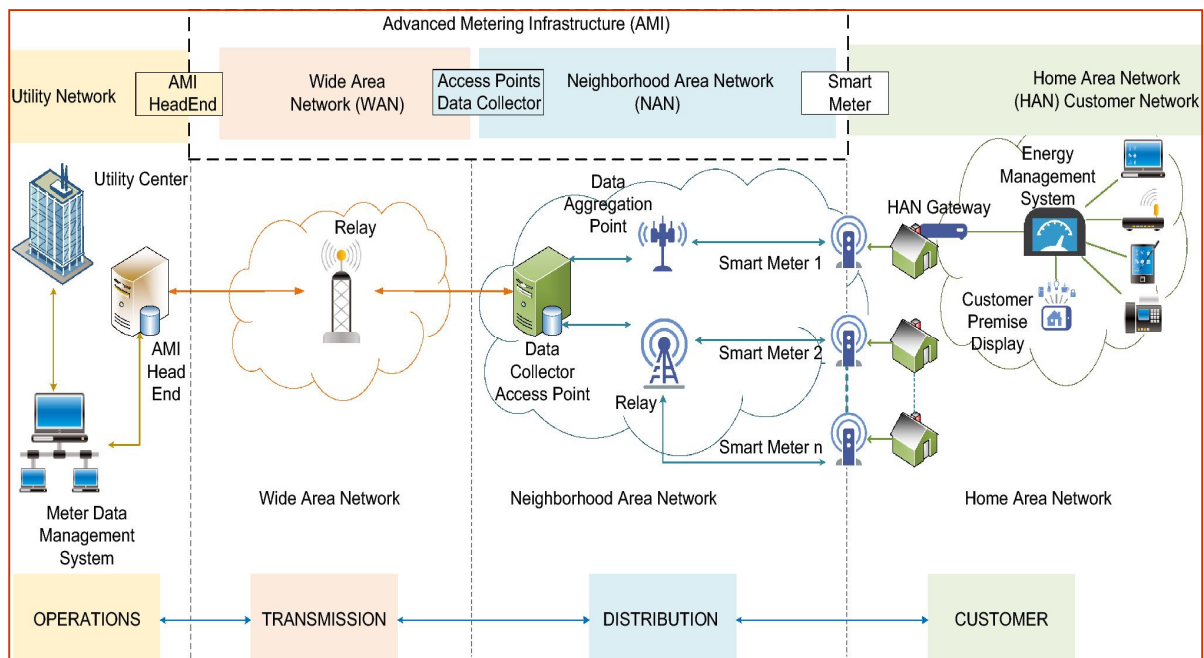 Advanced Metering Infrastructure (AMI)
Utility Network
AMI
HeadEnd
Wide Area
Network (WAN)
Access Points
Data Collector
Neighborhood Area Network
(NAN)
Smart
Meter
Home Area Network
(HAN) Customer Network
Utility Center
Relay
Data
Aggregation
Point
Smart Meter 1
HAN Gateway
Energy
Management
System
AMI
Head
End
Data
Collector
Access Point
Relay
Smart Meter 2
Customer
Premise
Display
Smart Meter n
Meter Data
Management
System
Wide Area Network
Neighborhood Area Network
Home Area Network
OPERATIONS
TRANSMISSION
DISTRIBUTION
CUSTOMER